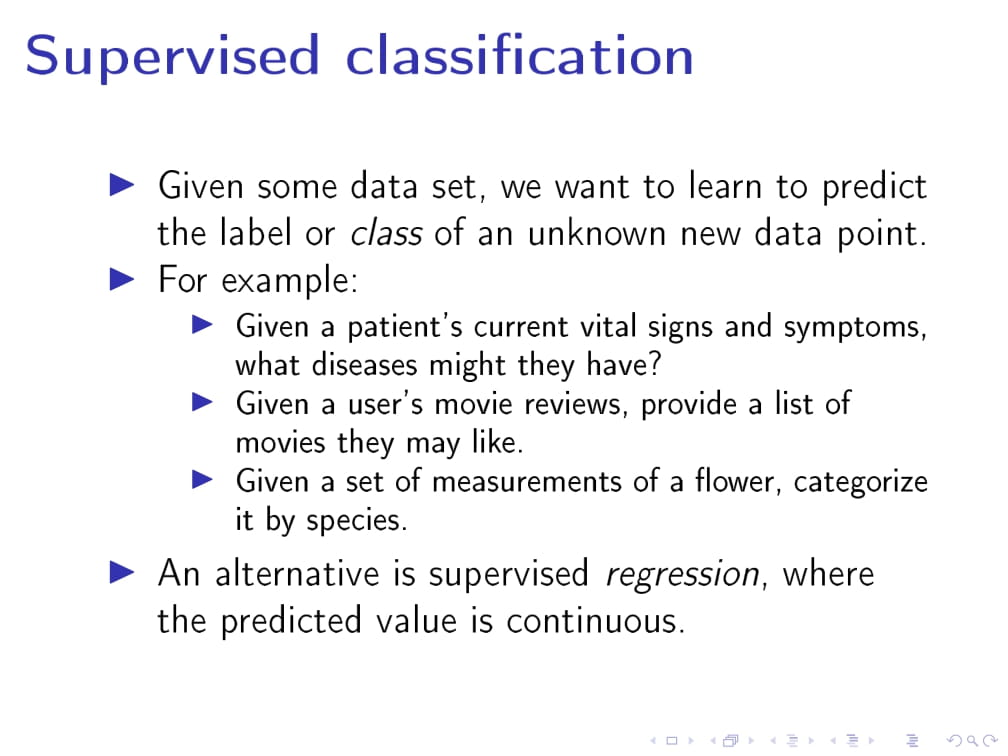 Supervised classification
Given some data set, we want to learn to predict
the label or class of an unknown new data point.
For example:
Given a patient's current vital signs and symptoms,
what diseases might they have?
Given a user's movie reviews, provide a list of
movies they may like.
Given a set of measurements of a flower, categorize
it by species.
An alternative is supervised regression, where
the predicted value is continuous.